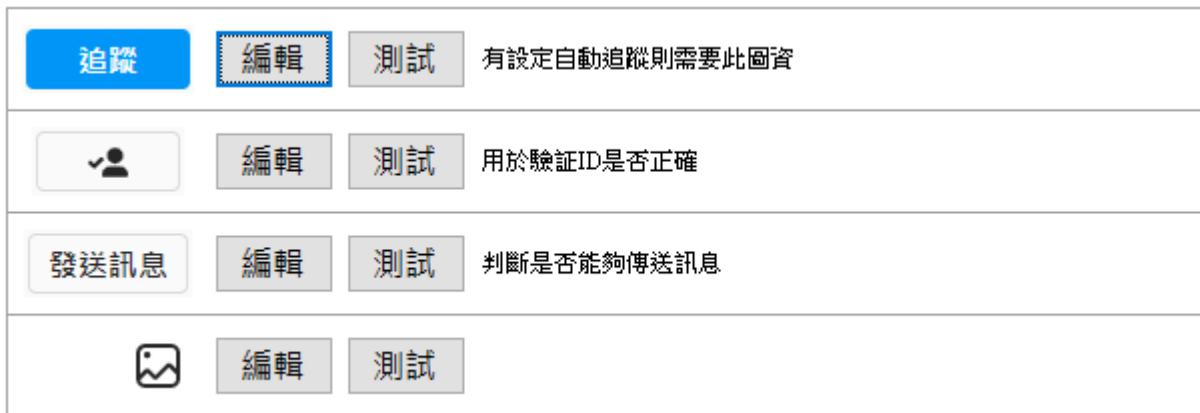 追蹤 編輯 測試 有設定自動追蹤則需要此圖資
編輯 測試 用於驗証ID是否正確
發送訊息 編輯 測試 判斷是否能夠傳送訊息
編輯 測試